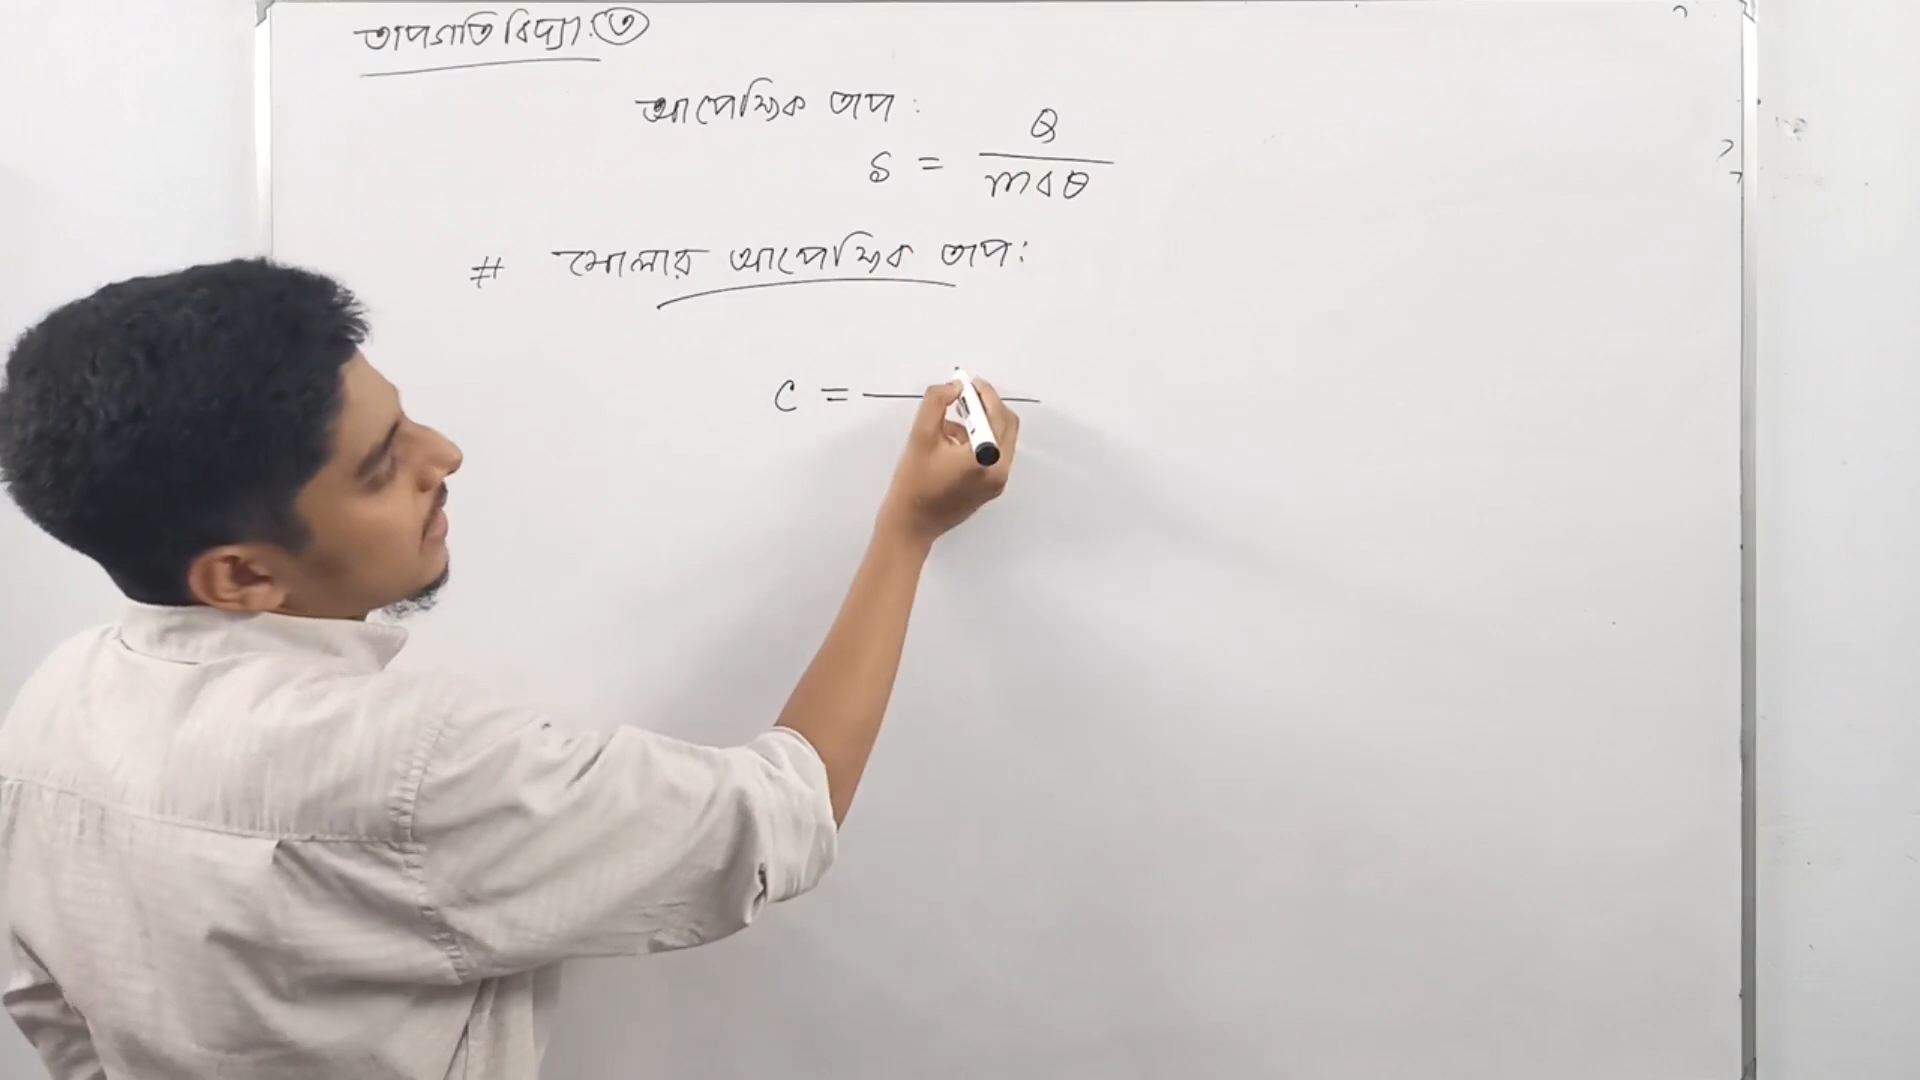 তাপগতি বিদ্যা: ৩
আপেক্ষিক তাপ :
S = Q / mΔθ
# মোলার আপেক্ষিক তাপ:
C =